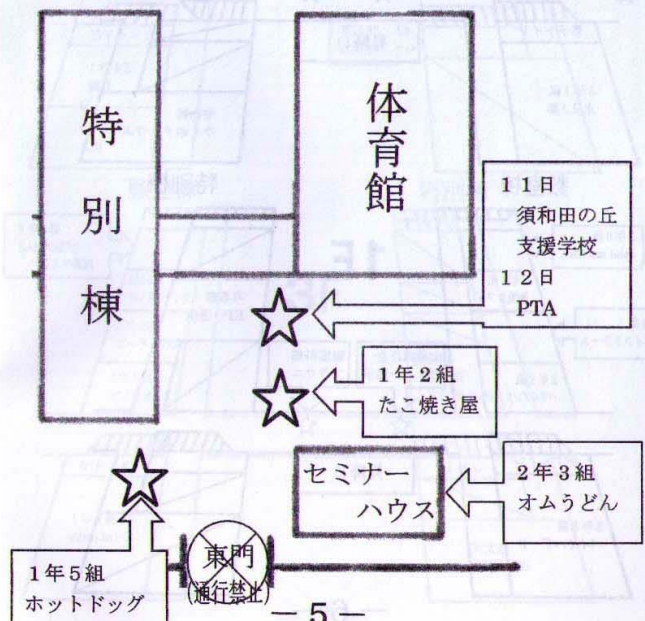 特別棟
体育館
11日
須和田の丘
支援学校
12日
PTA
1年2組
たこ焼き屋
セミナー
ハウス
2年3組
オムうどん
1年5組
ホットドッグ
東門
(通行禁止)
－5－